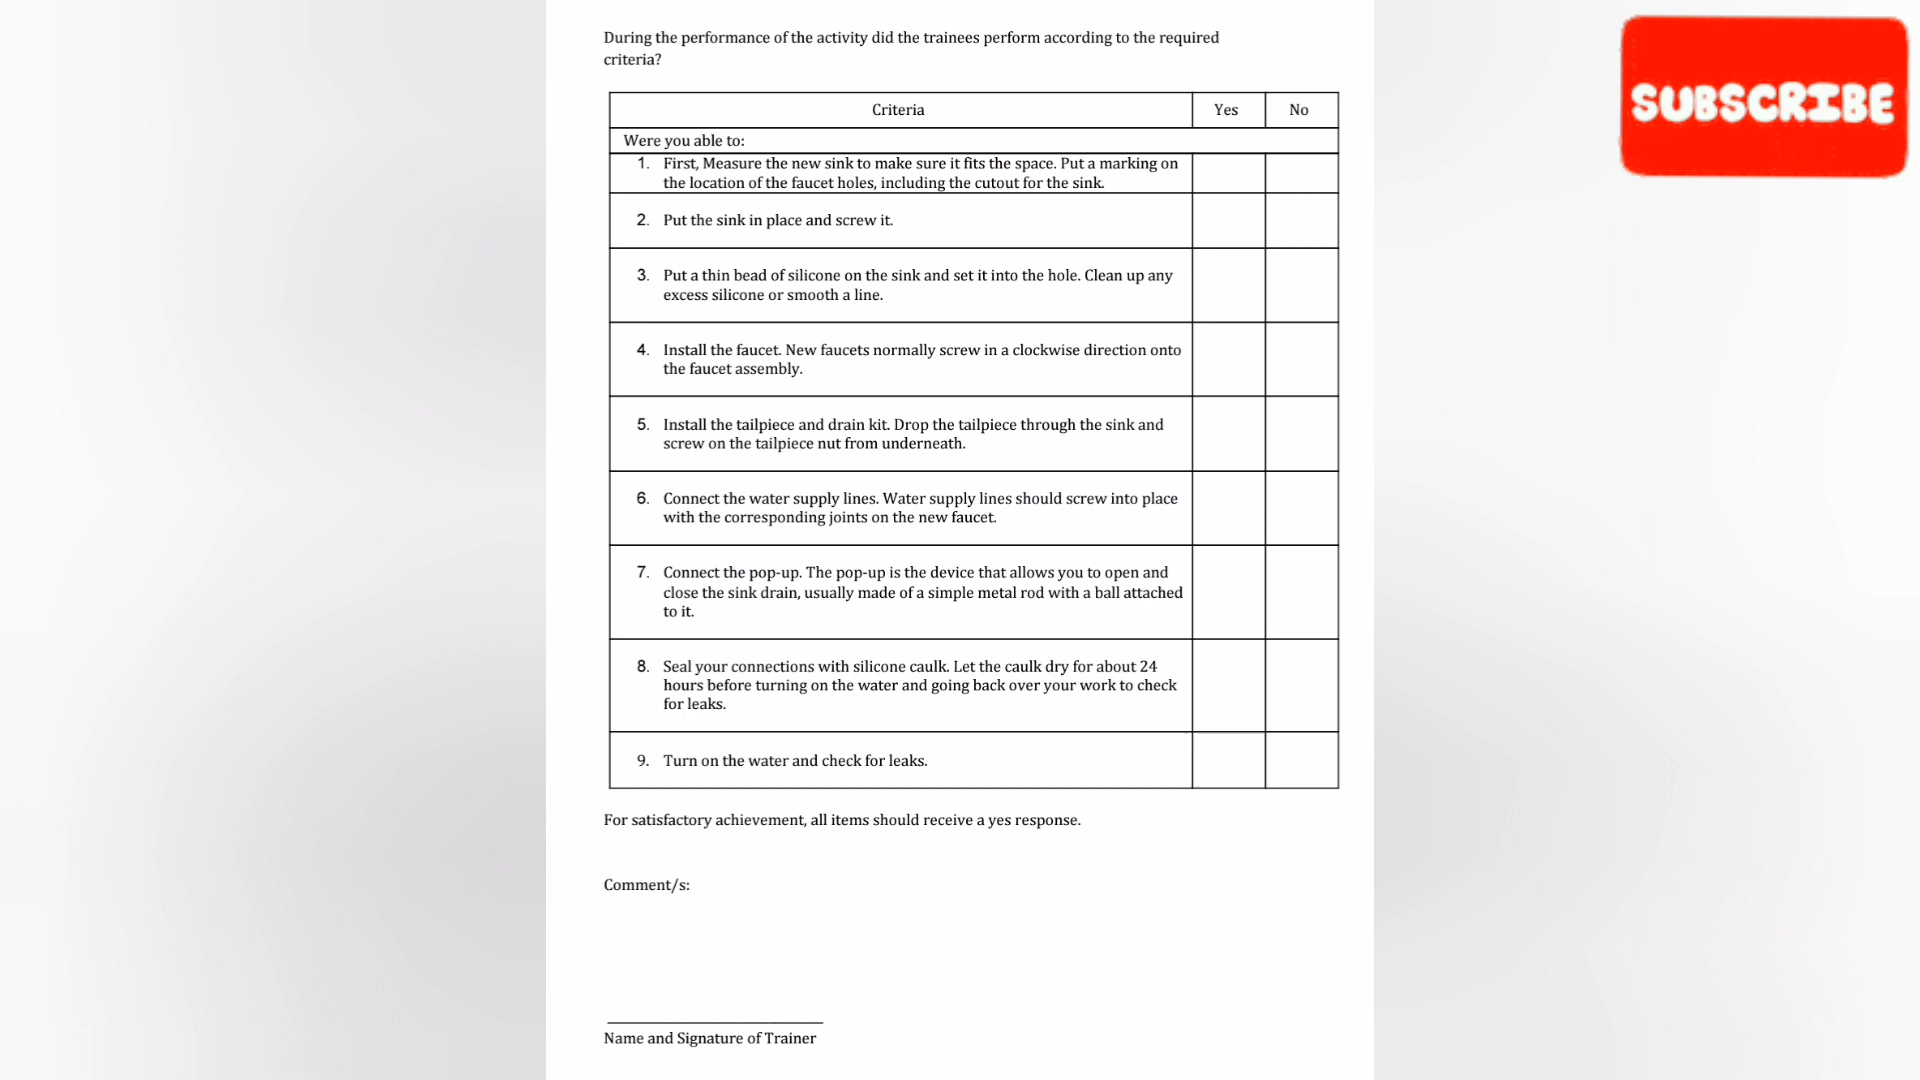 During the performance of the activity did the trainees perform according to the required
criteria?
SUBSCRIBE
Criteria Yes No
Were you able to:
1. First, Measure the new sink to make sure it fits the space. Put a marking on
the location of the faucet holes, including the cutout for the sink.
2. Put the sink in place and screw it.
3. Put a thin bead of silicone on the sink and set it into the hole. Clean up any
excess silicone or smooth a line.
4. Install the faucet. New faucets normally screw in a clockwise direction onto
the faucet assembly.
5. Install the tailpiece and drain kit. Drop the tailpiece through the sink and
screw on the tailpiece nut from underneath.
6. Connect the water supply lines. Water supply lines should screw into place
with the corresponding joints on the new faucet.
7. Connect the pop-up. The pop-up is the device that allows you to open and
close the sink drain, usually made of a simple metal rod with a ball attached
to it.
8. Seal your connections with silicone caulk. Let the caulk dry for about 24
hours before turning on the water and going back over your work to check
for leaks.
9. Turn on the water and check for leaks.
For satisfactory achievement, all items should receive a yes response.
Comment/s:
Name and Signature of Trainer